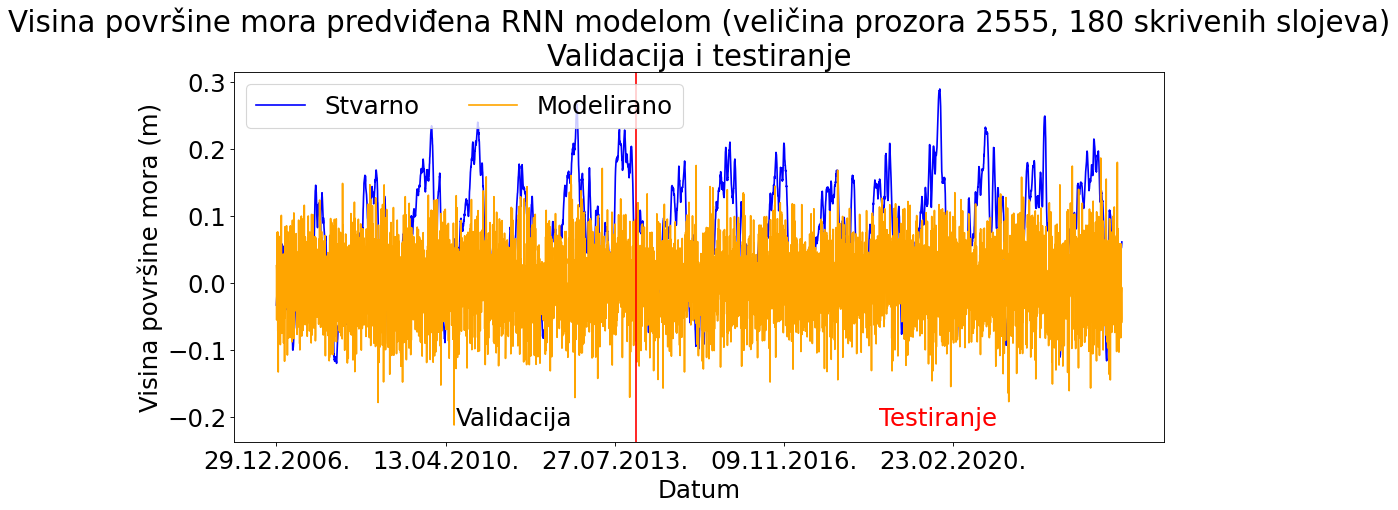 Visina površine mora predviđena RNN modelom (veličina prozora 2555, 180 skrivenih slojeva)
Validacija i testiranje
Stvarno
Modelirano
Visina površine mora (m)
0.3
0.2
0.1
0.0
−0.1
−0.2
Validacija
Testiranje
29.12.2006.
13.04.2010.
27.07.2013.
09.11.2016.
23.02.2020.
Datum